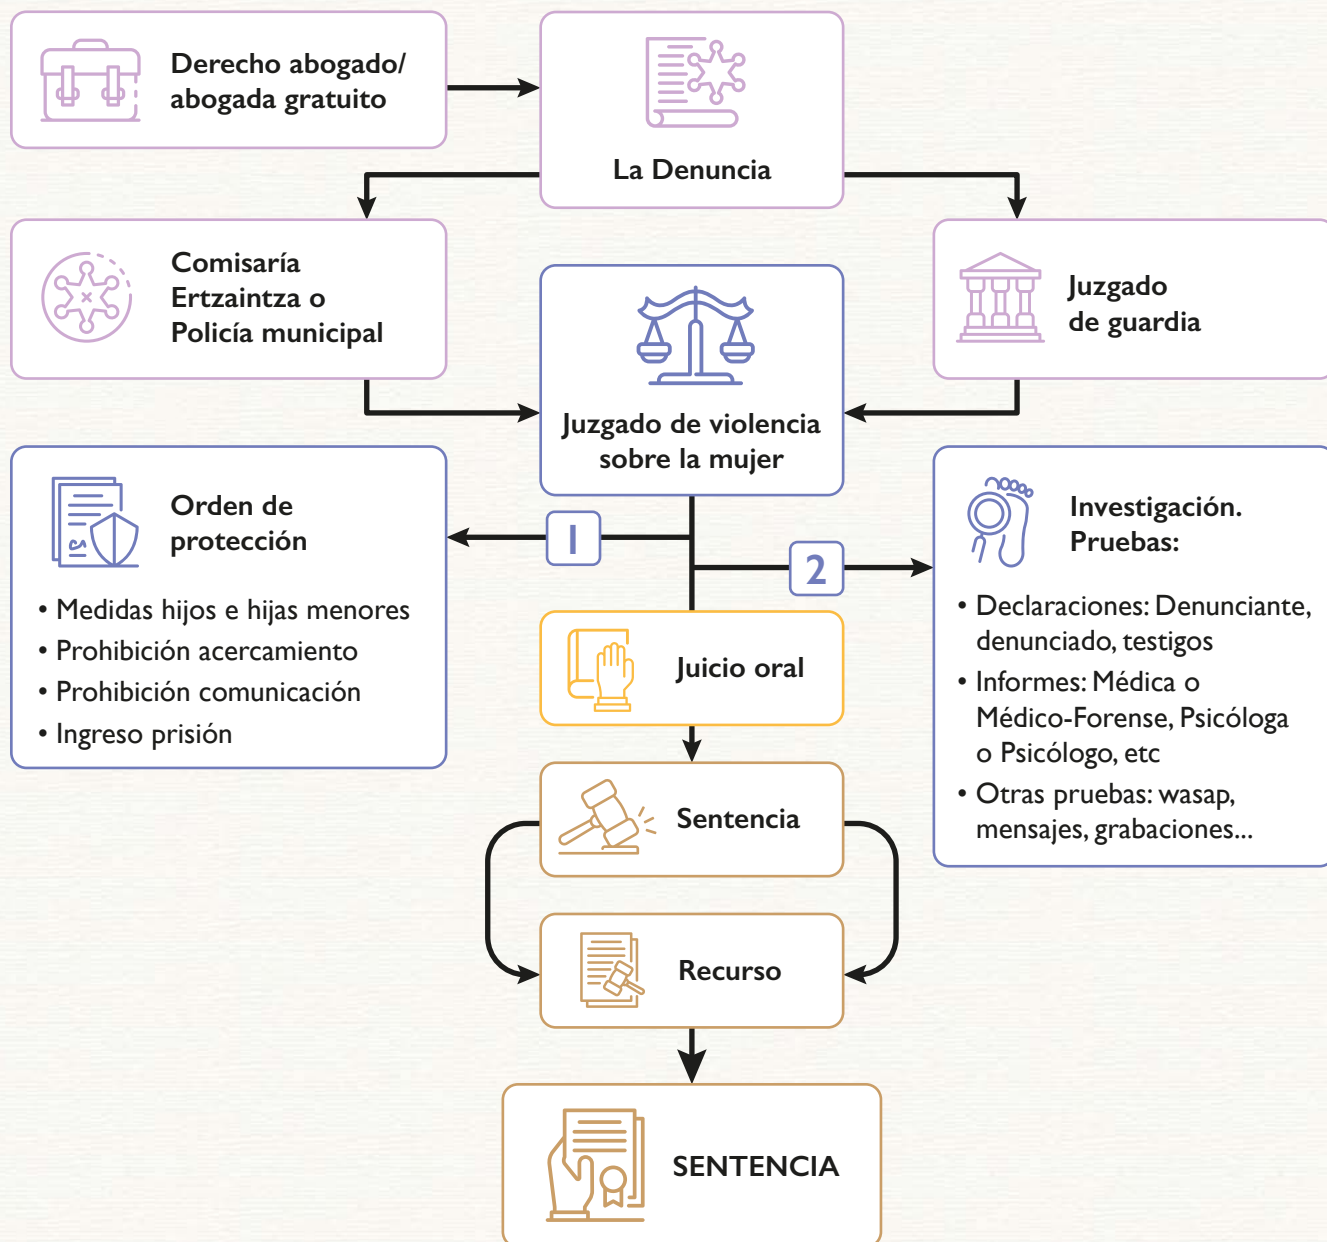 Derecho abogado/
abogada gratuito
La Denuncia
Comisaría
Ertzaintza o
Policía municipal
Juzgado
de guardia
Juzgado de violencia
sobre la mujer
1
Orden de
protección
• Medidas hijos e hijas menores
• Prohibición acercamiento
• Prohibición comunicación
• Ingreso prisión
2
Investigación.
Pruebas:
• Declaraciones: Denunciante,
denunciado, testigos
• Informes: Médica o
Médico-Forense, Psicóloga
o Psicólogo, etc
• Otras pruebas: wasap,
mensajes, grabaciones...
Juicio oral
Sentencia
Recurso
SENTENCIA